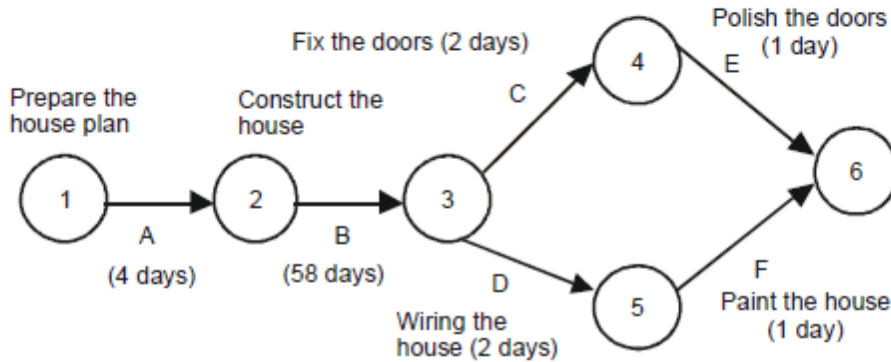 Polish the doors
(1 day)
Fix the doors (2 days)
4
E
C
Prepare the
house plan
Construct the
house
1
2
3
6
A
(4 days)
B
(58 days)
D
5
F
Wiring the
house (2 days)
Paint the house
(1 day)